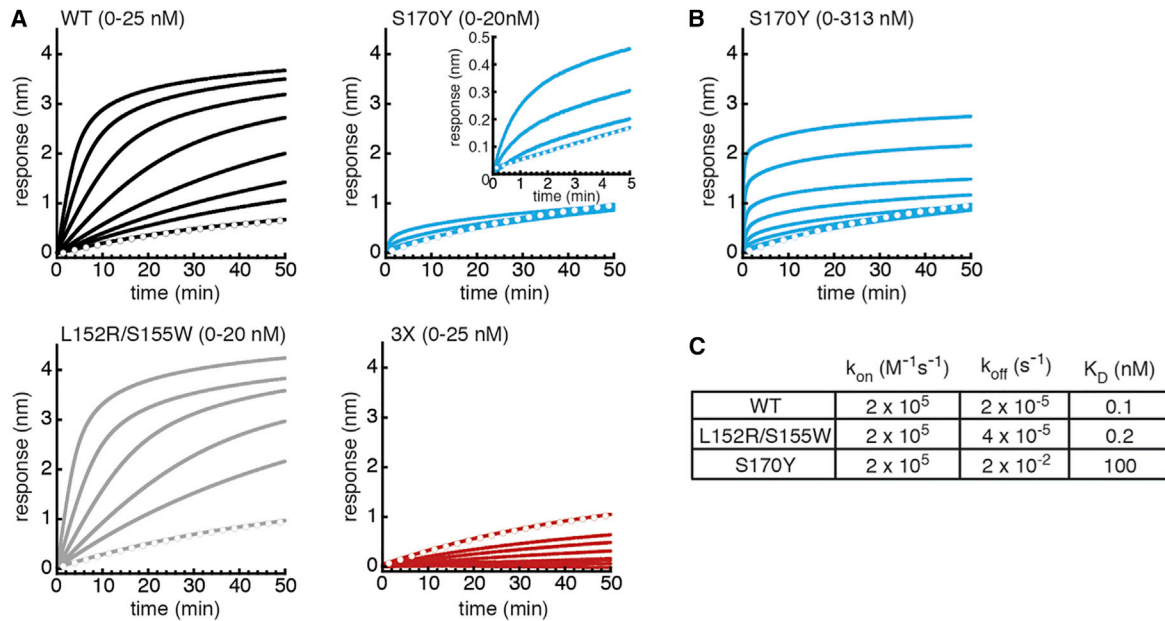 A
WT (0-25 nM)
response (nm)
4
3
2
1
0
0 10 20 30 40 50
time (min)
S170Y (0-20nM)
response (nm)
4
3
2
1
0
0 10 20 30 40 50
time (min)
response (nm)
0.5
0.4
0.3
0.2
0.1
0
0 1 2 3 4 5
time (min)
B
S170Y (0-313 nM)
response (nm)
4
3
2
1
0
0 10 20 30 40 50
time (min)
L152R/S155W (0-20 nM)
response (nm)
4
3
2
1
0
0 10 20 30 40 50
time (min)
3X (0-25 nM)
response (nm)
4
3
2
1
0
0 10 20 30 40 50
time (min)
C
kon (M⁻¹s⁻¹) koff (s⁻¹) KD (nM)
WT 2 x 10⁵ 2 x 10⁻⁵ 0.1
L152R/S155W 2 x 10⁵ 4 x 10⁻⁵ 0.2
S170Y 2 x 10⁵ 2 x 10⁻² 100